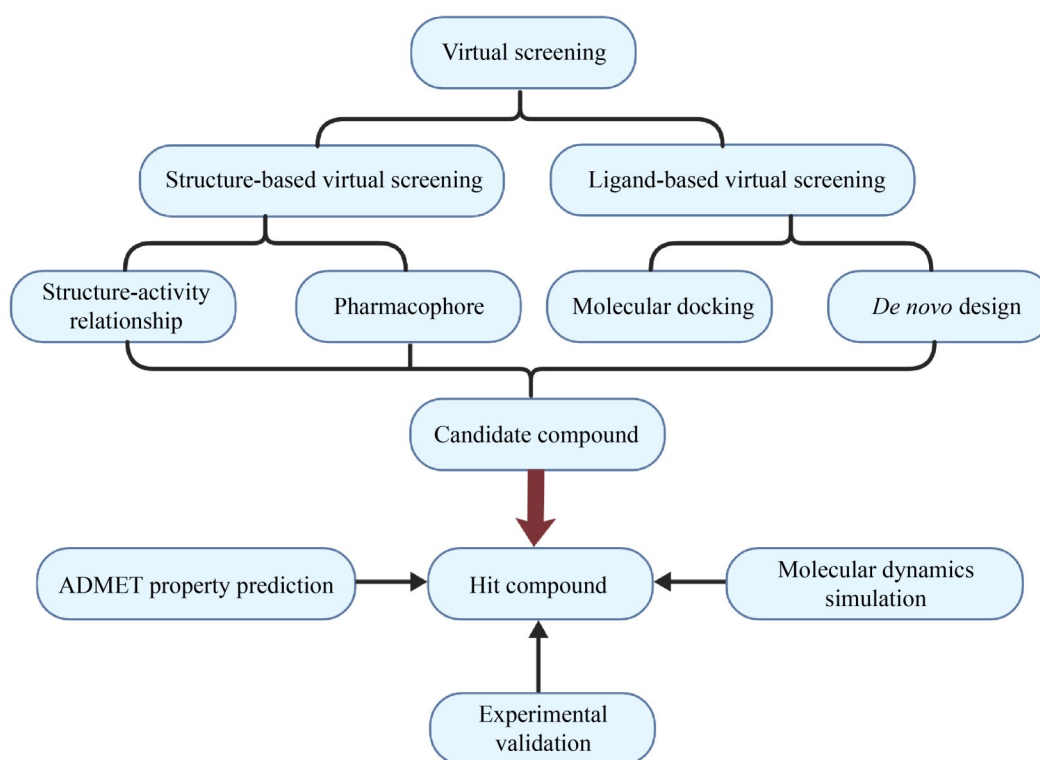 Virtual screening
Structure-based virtual screening
Ligand-based virtual screening
Structure-activity
relationship
Pharmacophore
Molecular docking
De novo design
Candidate compound
ADMET property prediction
Hit compound
Molecular dynamics
simulation
Experimental
validation